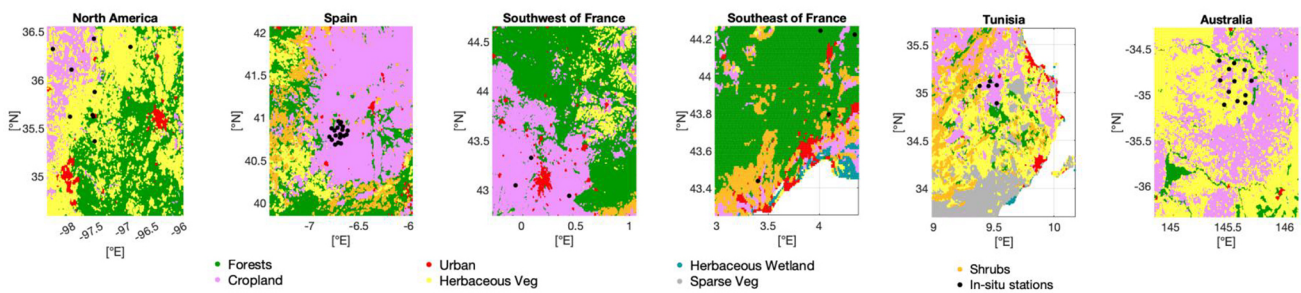 North America
36.5
36
35.5
35
[°N]
-98
-97.5
-97
-96.5
-96
[°E]
Spain
42
41.5
41
40.5
40
[°N]
-7
-6.5
-6
[°E]
Southwest of France
44.5
44
43.5
43
[°N]
0
0.5
1
[°E]
Southeast of France
44.2
44
43.8
43.6
43.4
[°N]
3
3.5
4
[°E]
Tunisia
35.5
35
34.5
34
[°N]
9
9.5
10
[°E]
Australia
-34.5
-35
-35.5
-36
[°N]
145
145.5
146
[°E]
Forests
Cropland
Urban
Herbaceous Veg
Herbaceous Wetland
Sparse Veg
Shrubs
In-situ stations